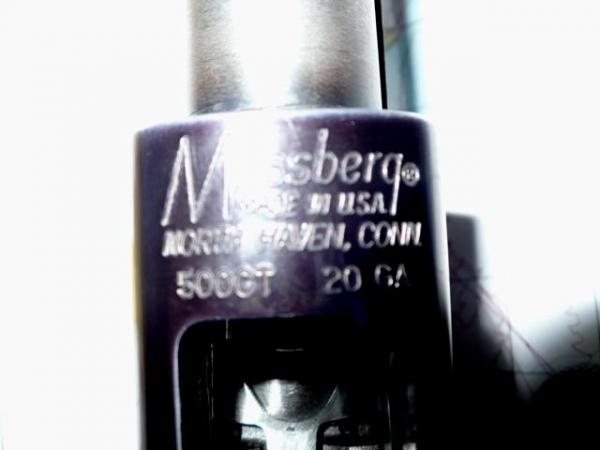 Mossberg®
MADE IN U.S.A.
NORTH HAVEN, CONN.
500CT 20 GA